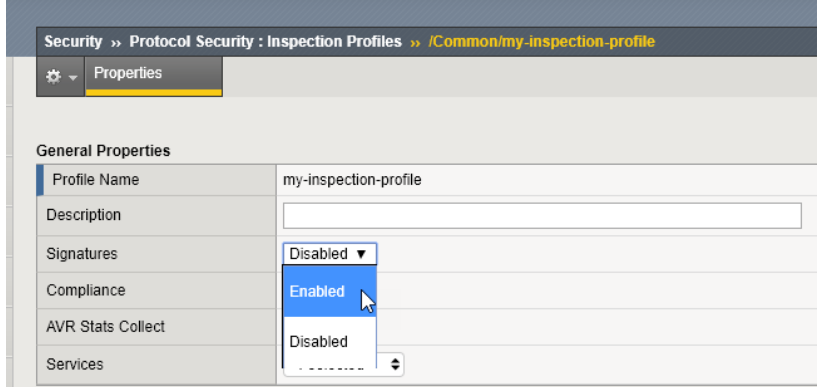 Security ›› Protocol Security : Inspection Profiles ›› /Common/my-inspection-profile
Properties
General Properties
Profile Name my-inspection-profile
Description
Signatures Disabled ▼
Compliance Enabled
AVR Stats Collect
Disabled
Services